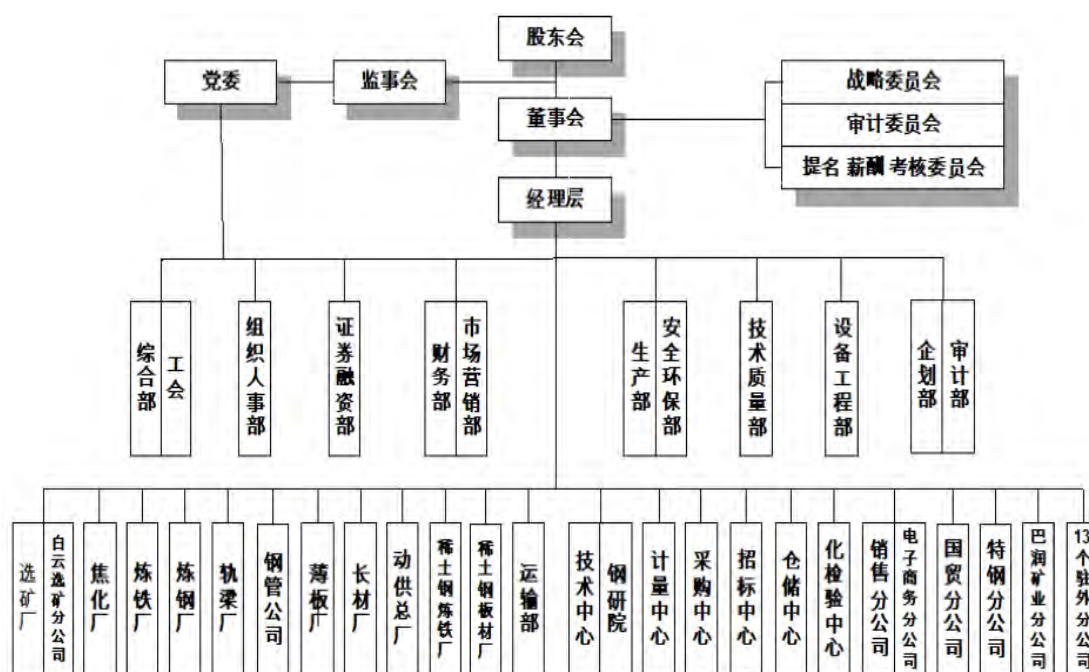 股东会
党委
监事会
战略委员会
董事会
审计委员会
提名 薪酬 考核委员会
经理层
综合部
工会
组织人事部
证券融资部
财务部
市场营销部
生产部
安全环保部
技术质量部
设备工程部
企划部
审计部
选矿厂
白云选矿分公司
焦化厂
炼铁厂
炼钢厂
轨梁厂
钢管公司
薄板厂
长材厂
动供总厂
稀土钢炼铁厂
稀土钢板材厂
运输部
技术中心
钢研院
计量中心
采购中心
招标中心
仓储中心
化检验中心
销售分公司
电子商务分公司
国贸分公司
特钢分公司
巴润矿业分公司
13个驻外分公司